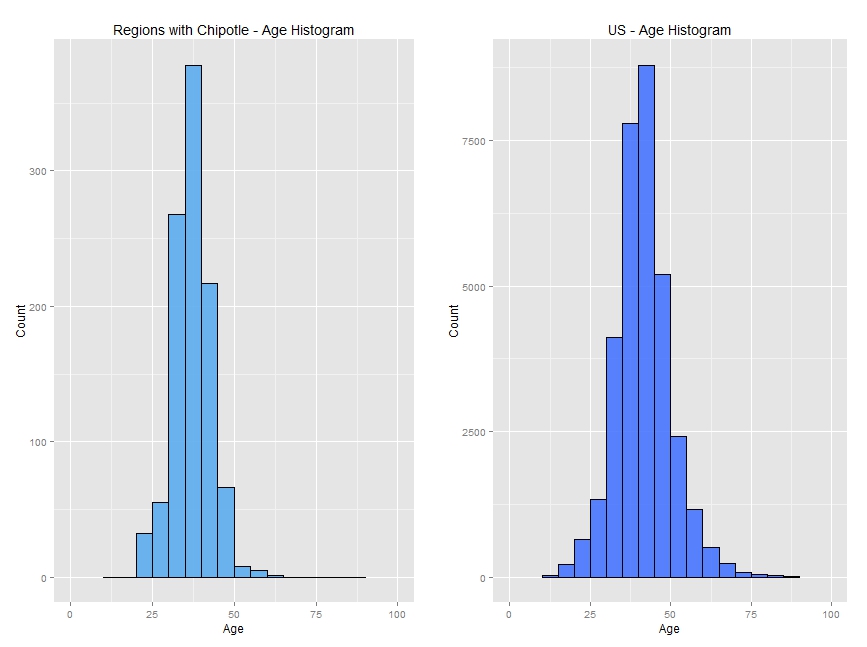 Regions with Chipotle - Age Histogram
300
200
100
0
Count
0 25 50 75 100
Age
US - Age Histogram
7500
5000
2500
0
Count
0 25 50 75 100
Age